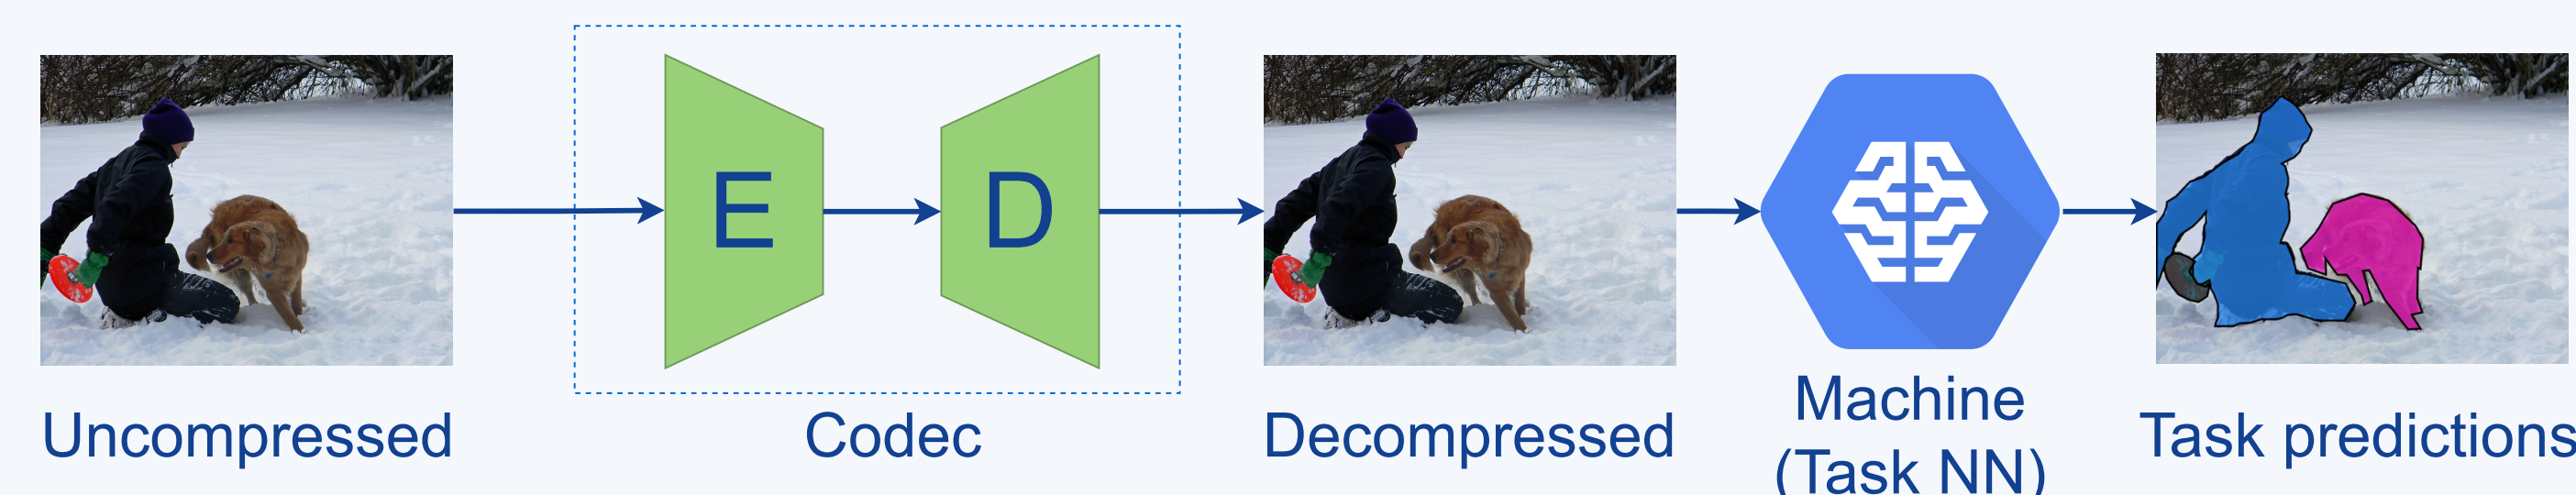 E
D
Uncompressed
Codec
Decompressed
Machine
(Task NN)
Task predictions